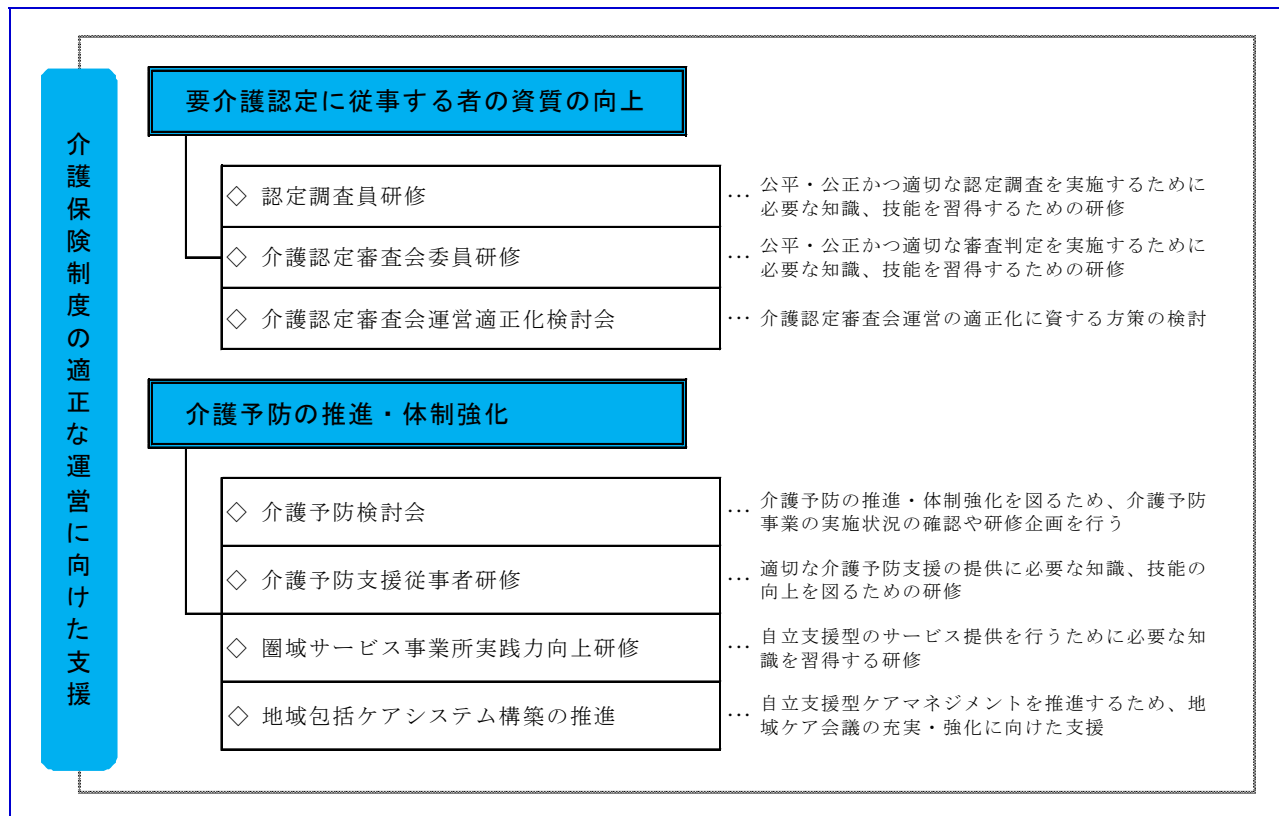 介護保険制度の適正な運営に向けた支援
要介護認定に従事する者の資質の向上
◇ 認定調査員研修
… 公平・公正かつ適切な認定調査を実施するために
必要な知識、技能を習得するための研修
◇ 介護認定審査会委員研修
… 公平・公正かつ適切な審査判定を実施するために
必要な知識、技能を習得するための研修
◇ 介護認定審査会運営適正化検討会
… 介護認定審査会運営の適正化に資する方策の検討
介護予防の推進・体制強化
◇ 介護予防検討会
… 介護予防の推進・体制強化を図るため、介護予防
事業の実施状況の確認や研修企画を行う
◇ 介護予防支援従事者研修
… 適切な介護予防支援の提供に必要な知識、技能の
向上を図るための研修
◇ 圏域サービス事業所実践力向上研修
… 自立支援型のサービス提供を行うために必要な知
識を習得する研修
◇ 地域包括ケアシステム構築の推進
… 自立支援型ケアマネジメントを推進するため、地
域ケア会議の充実・強化に向けた支援